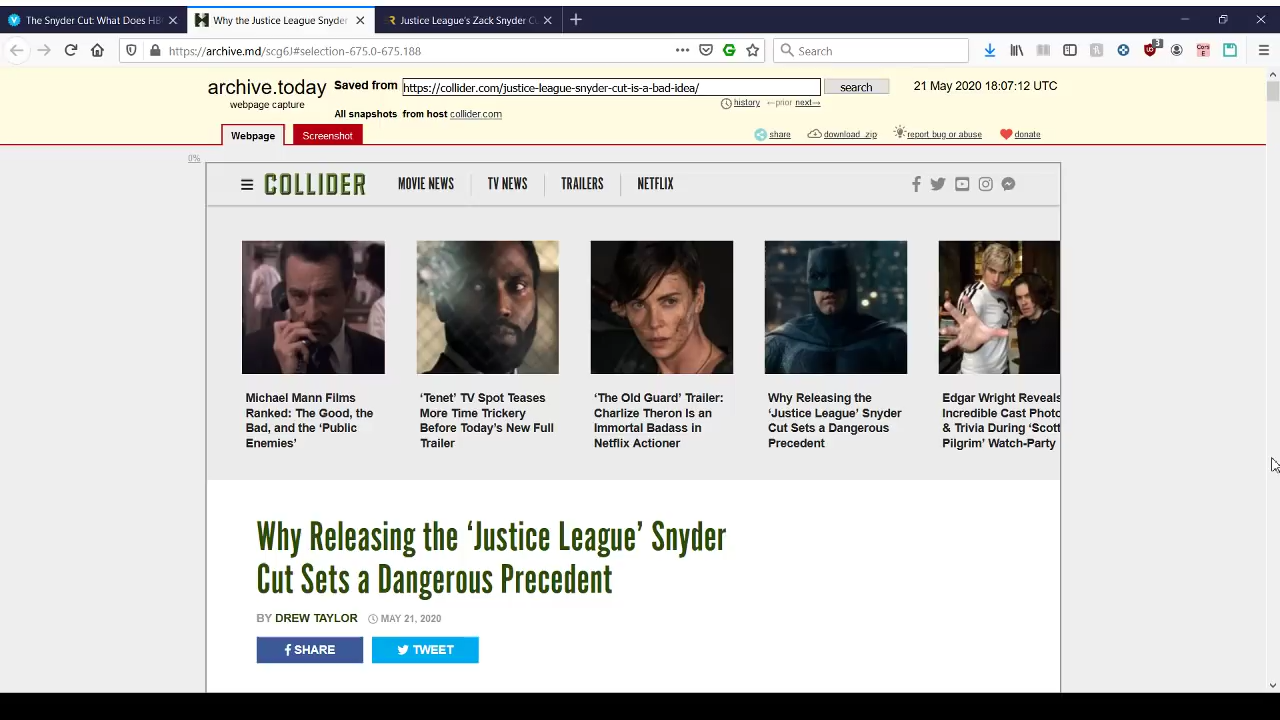 The Snyder Cut: What Does HB
Why the Justice League Snyder
Justice League's Zack Snyder C
https://archive.md/scg6J#selection-675.0-675.188
Search
3
archive.today
webpage capture
Saved from
https://collider.com/justice-league-snyder-cut-is-a-bad-idea/
search
21 May 2020 18:07:12 UTC
history ←prior next→
All snapshots from host collider.com
Webpage
Screenshot
share
download .zip
report bug or abuse
donate
0%
COLLIDER
MOVIE NEWS
TV NEWS
TRAILERS
NETFLIX
Michael Mann Films
Ranked: The Good, the
Bad, and the ‘Public
Enemies’
‘Tenet’ TV Spot Teases
More Time Trickery
Before Today’s New Full
Trailer
‘The Old Guard’ Trailer:
Charlize Theron Is an
Immortal Badass in
Netflix Actioner
Why Releasing the
‘Justice League’ Snyder
Cut Sets a Dangerous
Precedent
Edgar Wright Reveals
Incredible Cast Photo
& Trivia During ‘Scott
Pilgrim’ Watch-Party
Why Releasing the ‘Justice League’ Snyder
Cut Sets a Dangerous Precedent
BY DREW TAYLOR MAY 21, 2020
SHARE
TWEET